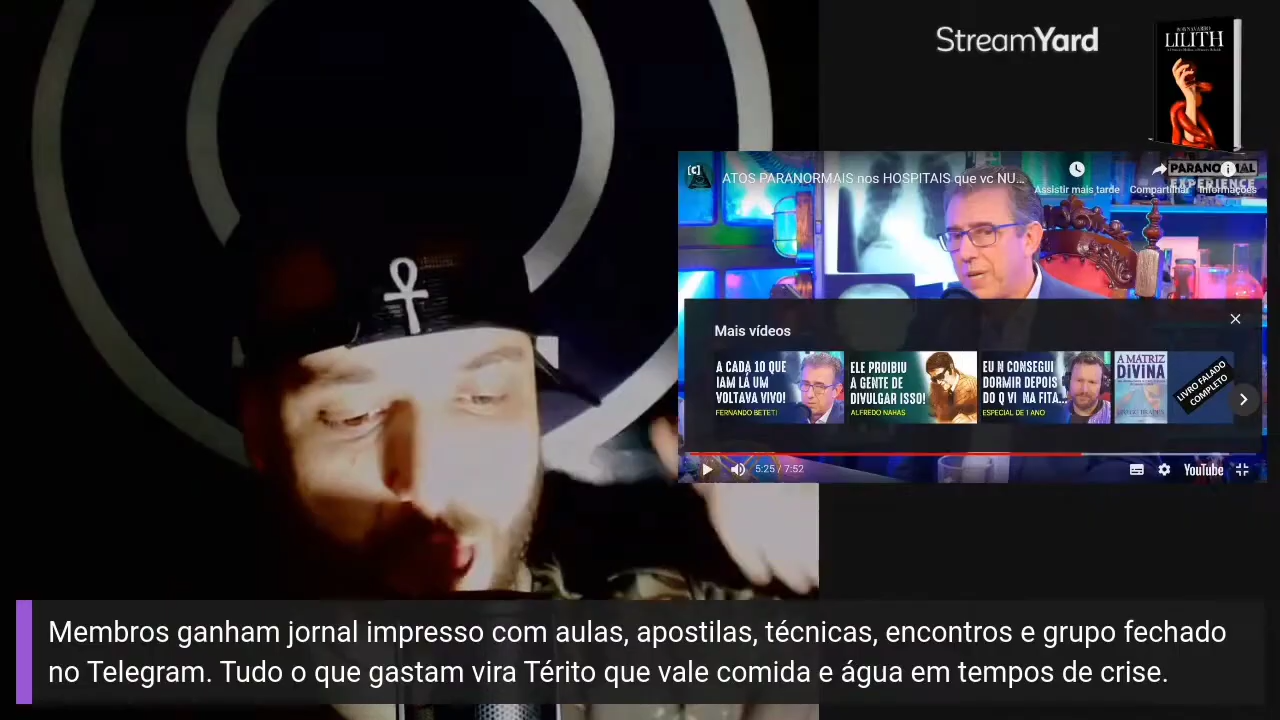 StreamYard
LILITH
ATOS PARANORMAIS nos HOSPITAIS que vc NU...
Assistir mais tarde
Compartilhar
Informações
PARANORMAL
EXPERIENCE
Mais vídeos
A CADA 10 QUE
IAM LÁ UM
VOLTAVA VIVO!
FERNANDO BETETI
ELE PROIBIU
A GENTE DE
DIVULGAR ISSO!
ALFREDO NAHAS
EU N CONSEGUI
DORMIR DEPOIS
DO Q VI NA FITA...
ESPECIAL DE 1 ANO
A MATRIZ
DIVINA
LIVRO FALADO
COMPLETO
5:25 / 7:52
YouTube
Membros ganham jornal impresso com aulas, apostilas, técnicas, encontros e grupo fechado
no Telegram. Tudo o que gastam vira Térito que vale comida e água em tempos de crise.